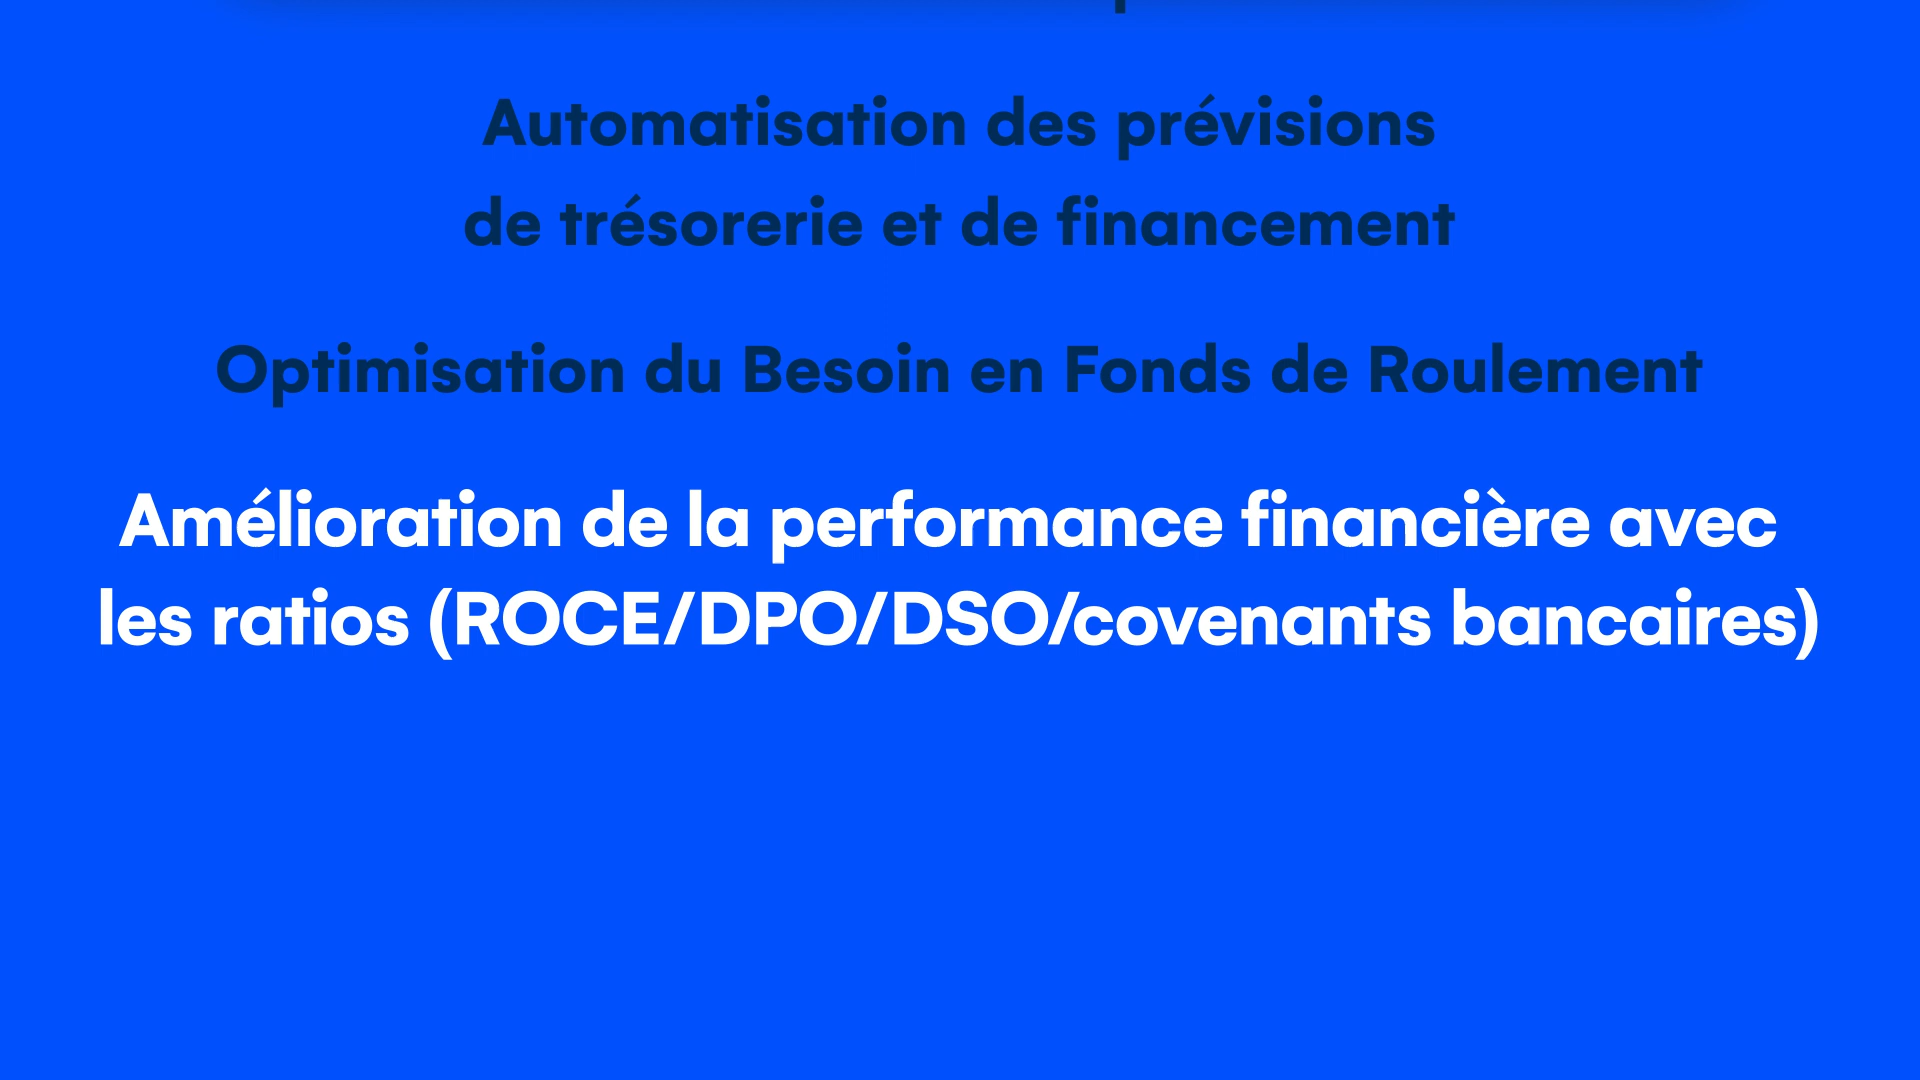 Automatisation des prévisions
de trésorerie et de financement
Optimisation du Besoin en Fonds de Roulement
Amélioration de la performance financière avec
les ratios (ROCE/DPO/DSO/covenants bancaires)